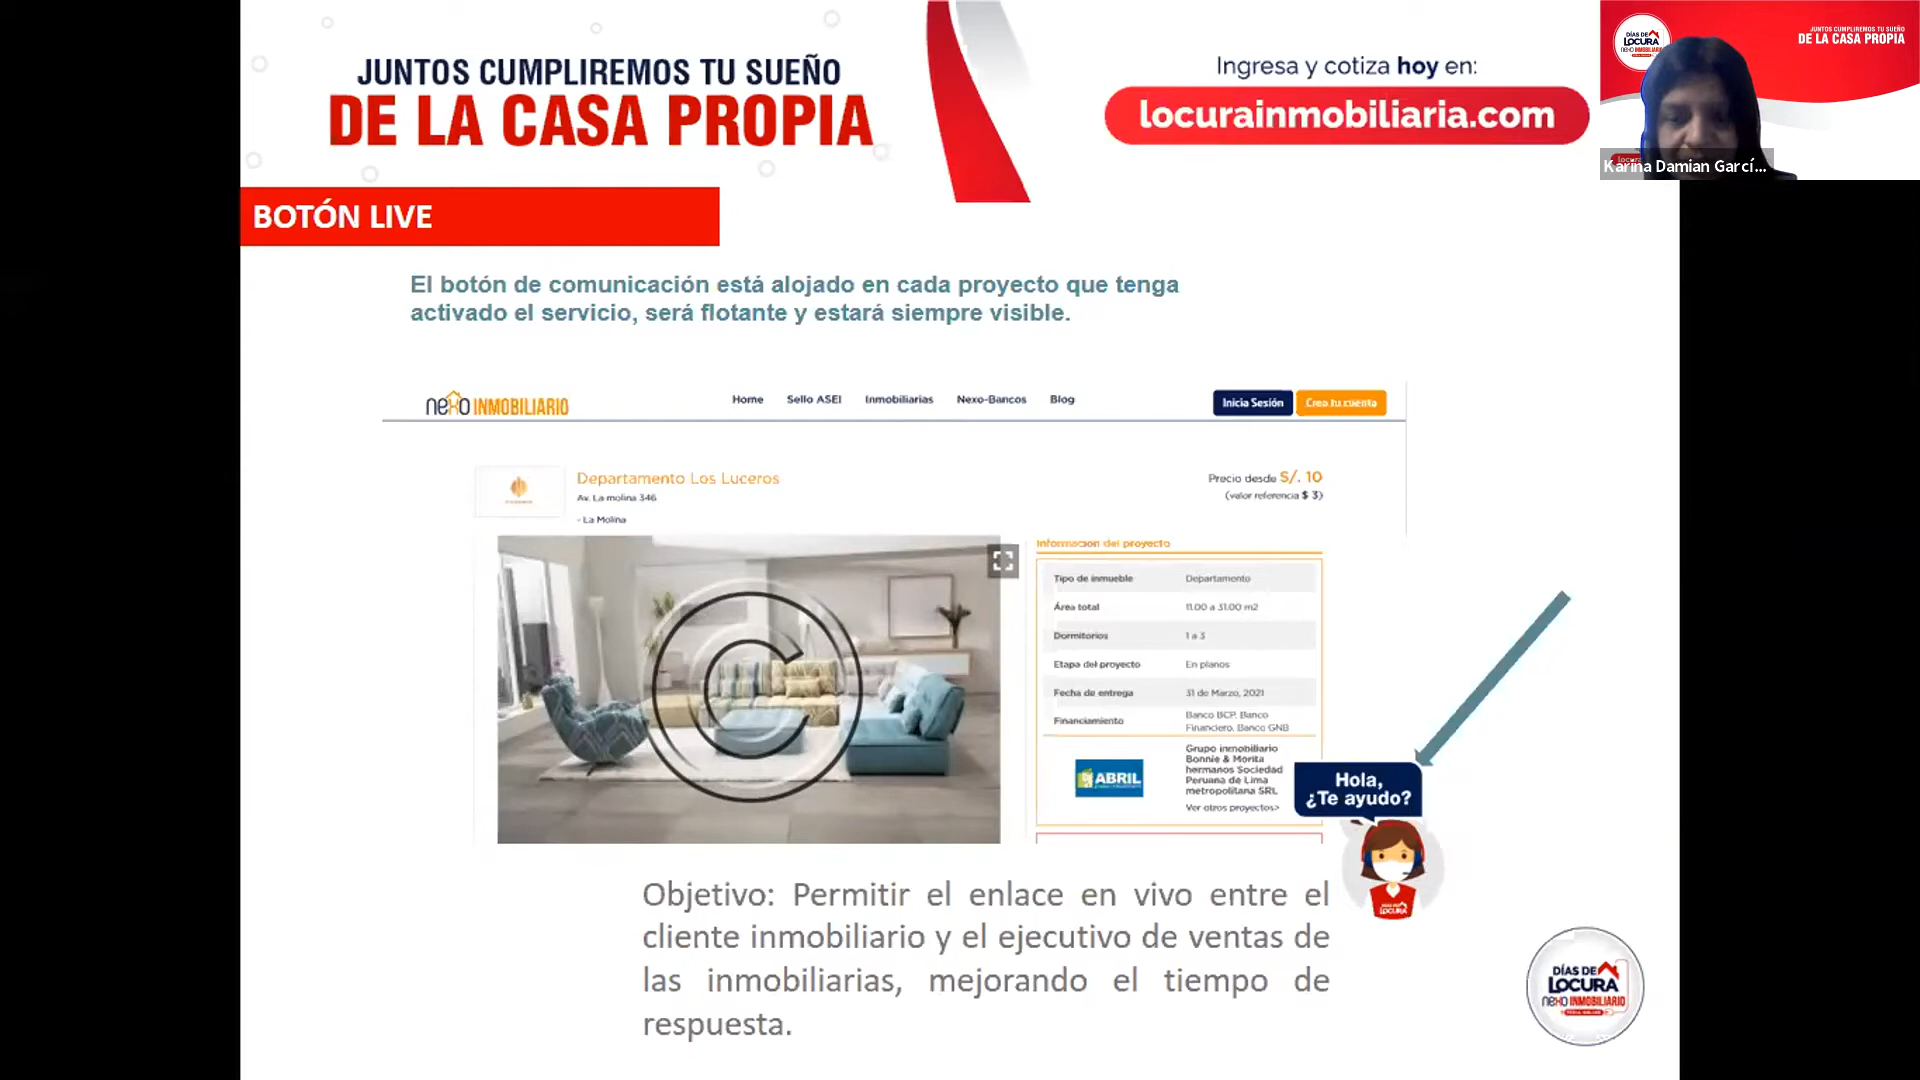 JUNTOS CUMPLIREMOS TU SUEÑO
DE LA CASA PROPIA
Ingresa y cotiza hoy en:
locurainmobiliaria.com
DÍAS DE
LOCURA
JUNTOS CUMPLIREMOS TU SUEÑO
DE LA CASA PROPIA
Karina Damian Garcí...
BOTÓN LIVE
El botón de comunicación está alojado en cada proyecto que tenga
activado el servicio, será flotante y estará siempre visible.
nexo INMOBILIARIO
Home Sello ASEI Inmobiliarias Nexo-Bancos Blog
Inicia Sesión Crea tu cuenta
Departamento Los Luceros
Av. La molina 346
- La Molina
Precio desde S/. 10
(valor referencia $ 3)
Información del proyecto
Tipo de inmueble Departamento
Área total 11.00 a 31.00 m2
Dormitorios 1 a 3
Etapa del proyecto En planos
Fecha de entrega 31 de Marzo, 2021
Financiamiento Banco BCP, Banco
Financiero, Banco GNB
ABRIL
Grupo inmobiliario
Bonnie & Morita
hermanos Sociedad
Peruana de Lima
metropolitana SRL
Ver otros proyectos>
C
Hola,
¿Te ayudo?
LOCURA
Objetivo: Permitir el enlace en vivo entre el
cliente inmobiliario y el ejecutivo de ventas de
las inmobiliarias, mejorando el tiempo de
respuesta.
DÍAS DE
LOCURA
nexo INMOBILIARIO